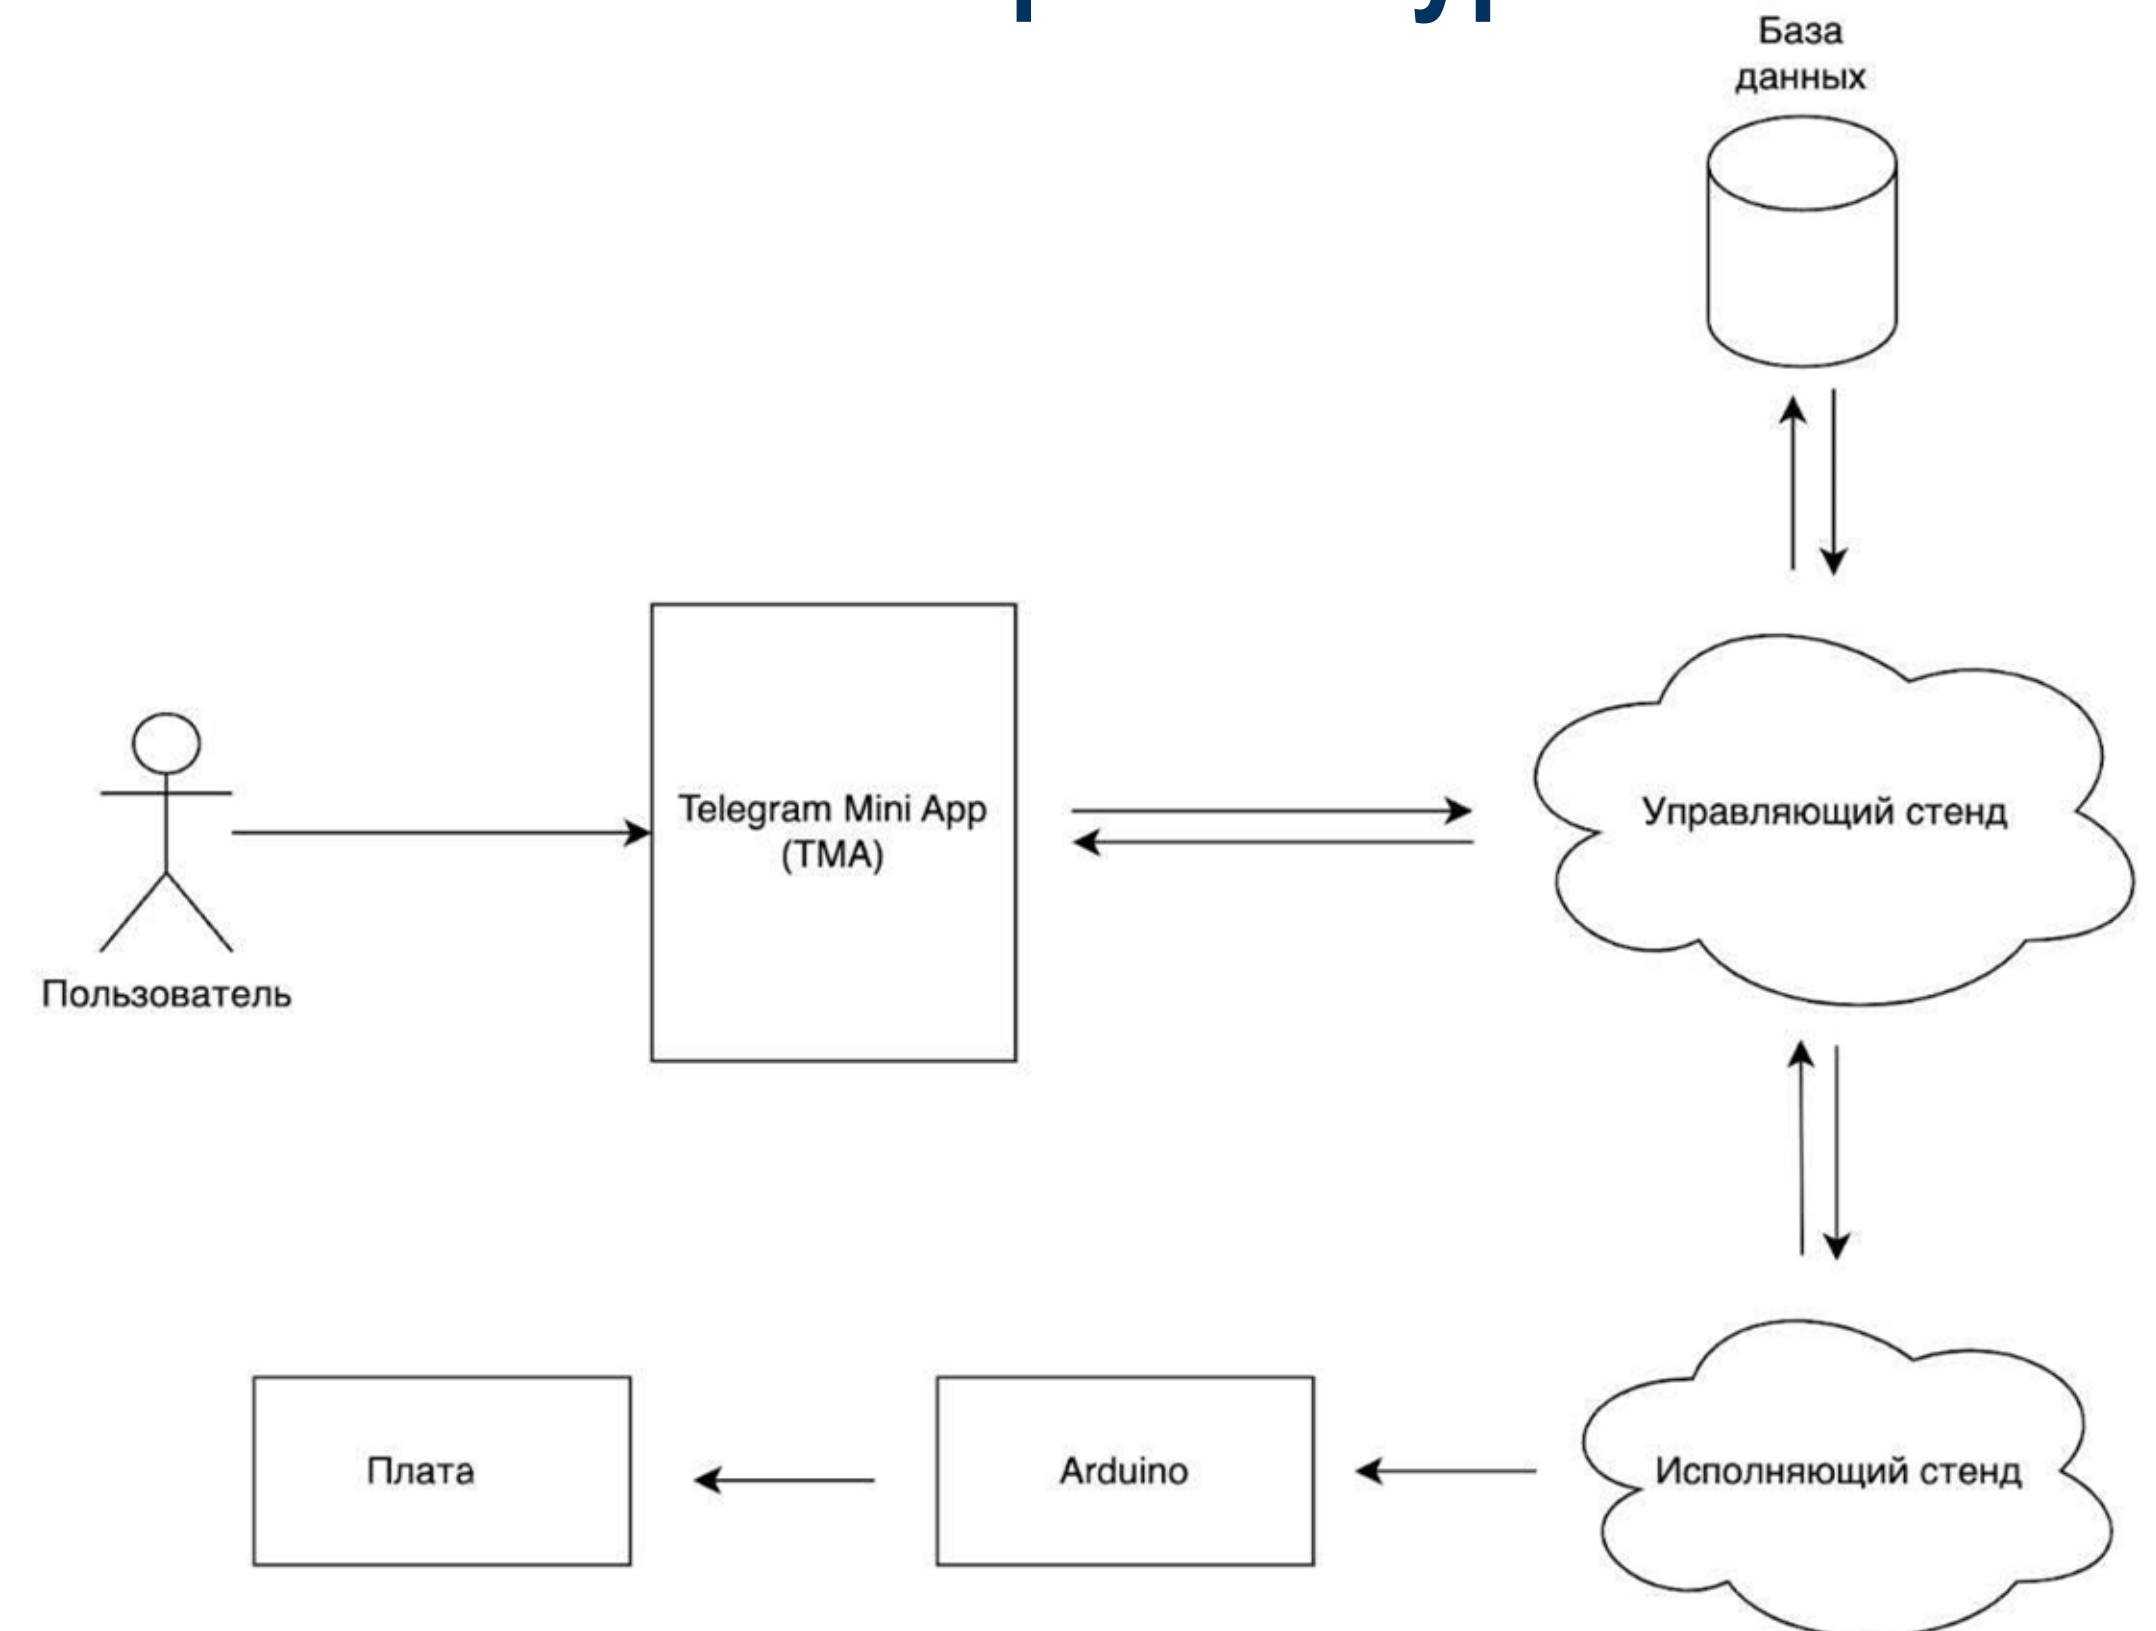 База
данных
Telegram Mini App
(TMA)
Управляющий стенд
Пользователь
Плата
Arduino
Исполняющий стенд